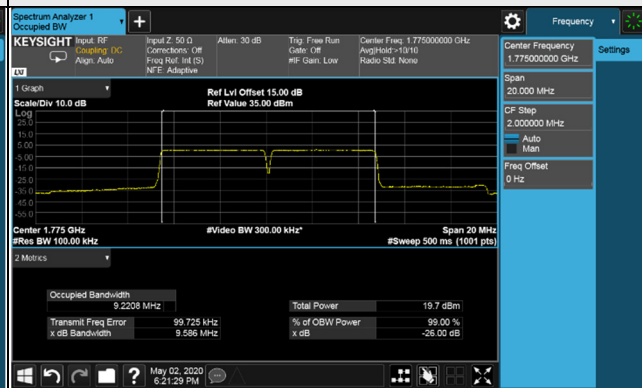 Spectrum Analyzer 1
Occupied BW
Frequency
KEYSIGHT
Input: RF
Coupling: DC
Align: Auto
Input Z: 50 Ω
Corrections: Off
Freq Ref: Int (S)
NFE: Adaptive
Atten: 30 dB
Trig: Free Run
Gate: Off
#IF Gain: Low
Center Freq: 1.775000000 GHz
Avg|Hold:>10/10
Radio Std: None
LXI
Center Frequency
1.775000000 GHz
Settings
Span
20.000 MHz
CF Step
2.000000 MHz
Auto
Man
Freq Offset
0 Hz
1 Graph
Scale/Div 10.0 dB
Ref Lvl Offset 15.00 dB
Ref Value 35.00 dBm
Log
25.0
15.0
5.00
-5.00
-15.0
-25.0
-35.0
-45.0
-55.0
Center 1.775 GHz
#Res BW 100.00 kHz
#Video BW 300.00 kHz*
Span 20 MHz
#Sweep 500 ms (1001 pts)
2 Metrics
Occupied Bandwidth
9.2208 MHz
Total Power 19.7 dBm
Transmit Freq Error 99.725 kHz
% of OBW Power 99.00 %
x dB Bandwidth 9.586 MHz
x dB -26.00 dB
?
May 02, 2020
6:21:29 PM